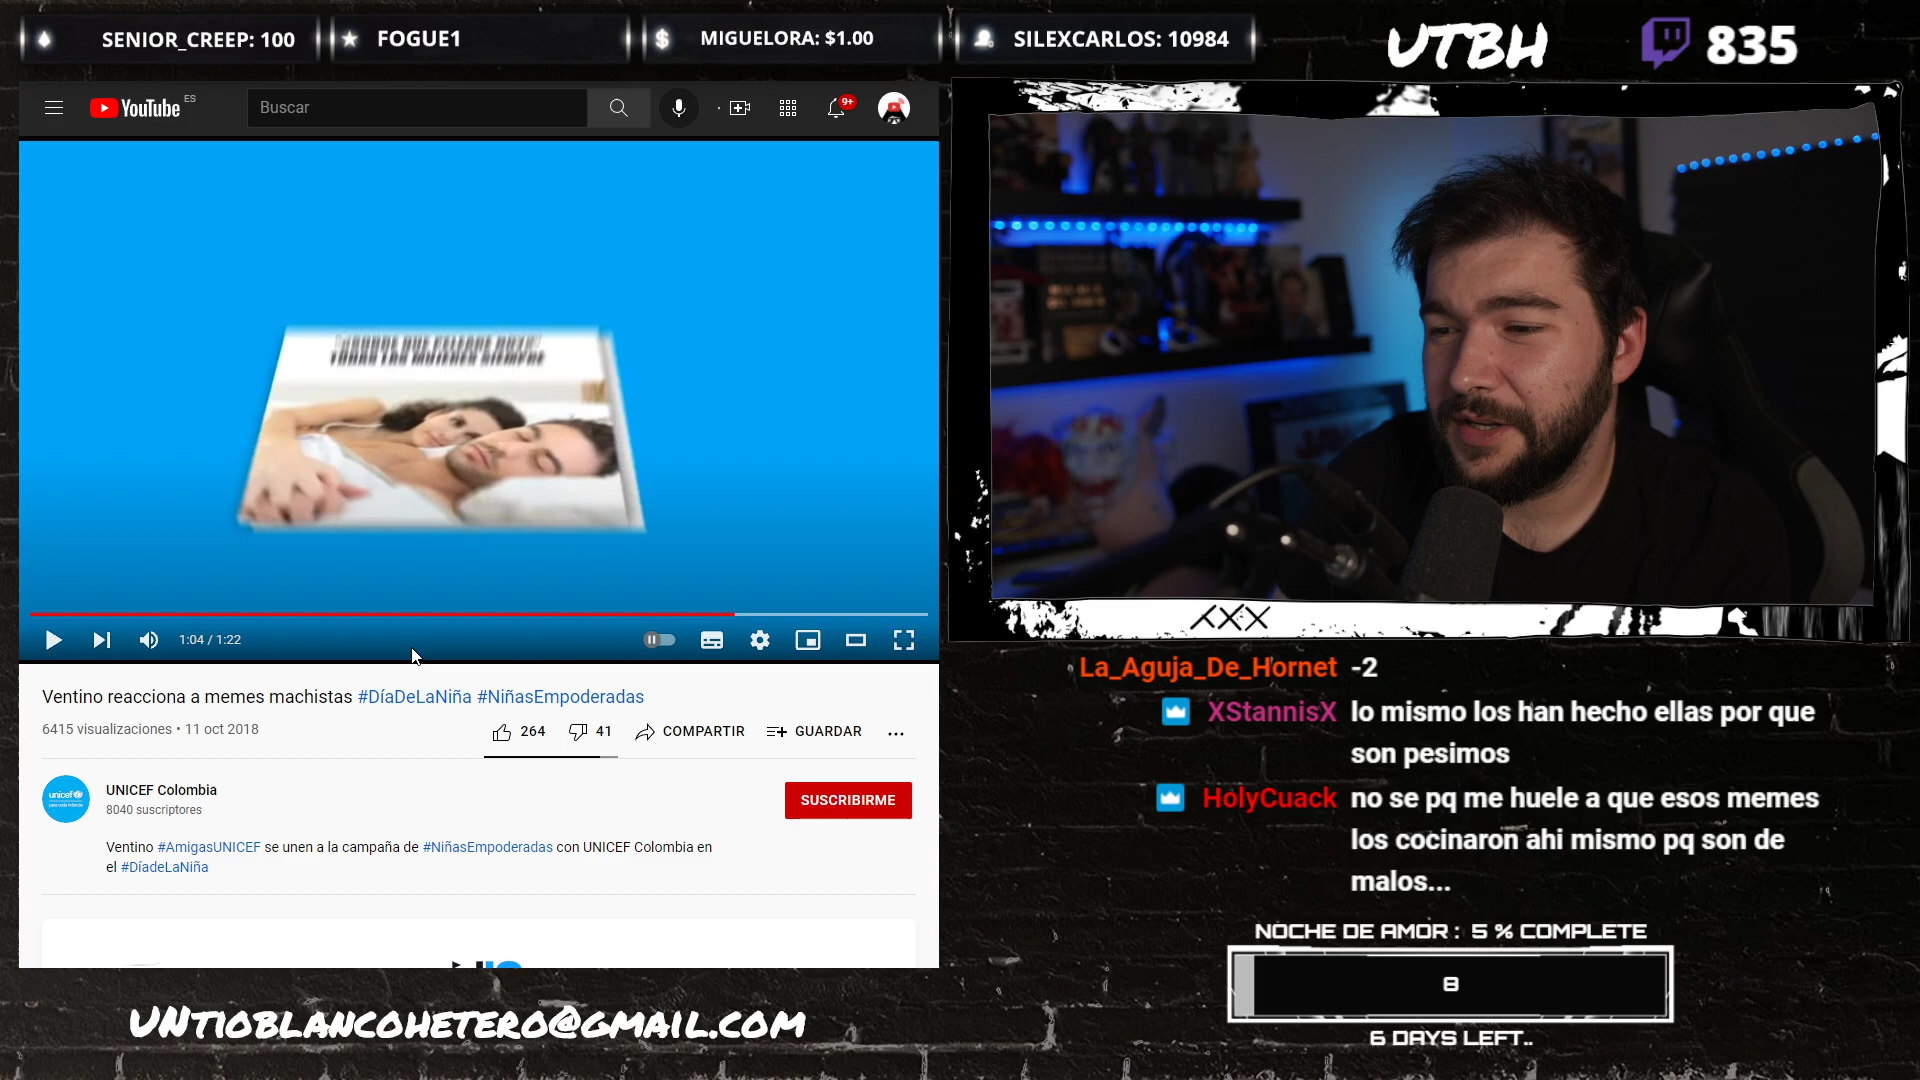 SENIOR_CREEP: 100
FOGUE1
MIGUELORA: $1.00
SILEXCARLOS: 10984
UTBH
835
YouTube ES
Buscar
9+
1:04 / 1:22
Ventino reacciona a memes machistas #DíaDeLaNiña #NiñasEmpoderadas
6415 visualizaciones • 11 oct 2018
264
41
COMPARTIR
GUARDAR
unicef
UNICEF Colombia
8040 suscriptores
SUSCRIBIRME
Ventino #AmigasUNICEF se unen a la campaña de #NiñasEmpoderadas con UNICEF Colombia en
el #DíadeLaNiña
XXX
La_Aguja_De_Hornet -2
XStannisX lo mismo los han hecho ellas por que
son pesimos
HolyCuack no se pq me huele a que esos memes
los cocinaron ahi mismo pq son de
malos...
NOCHE DE AMOR: 5 % COMPLETE
8
6 DAYS LEFT..
UNTIOBLANCOHETERO@GMAIL.COM